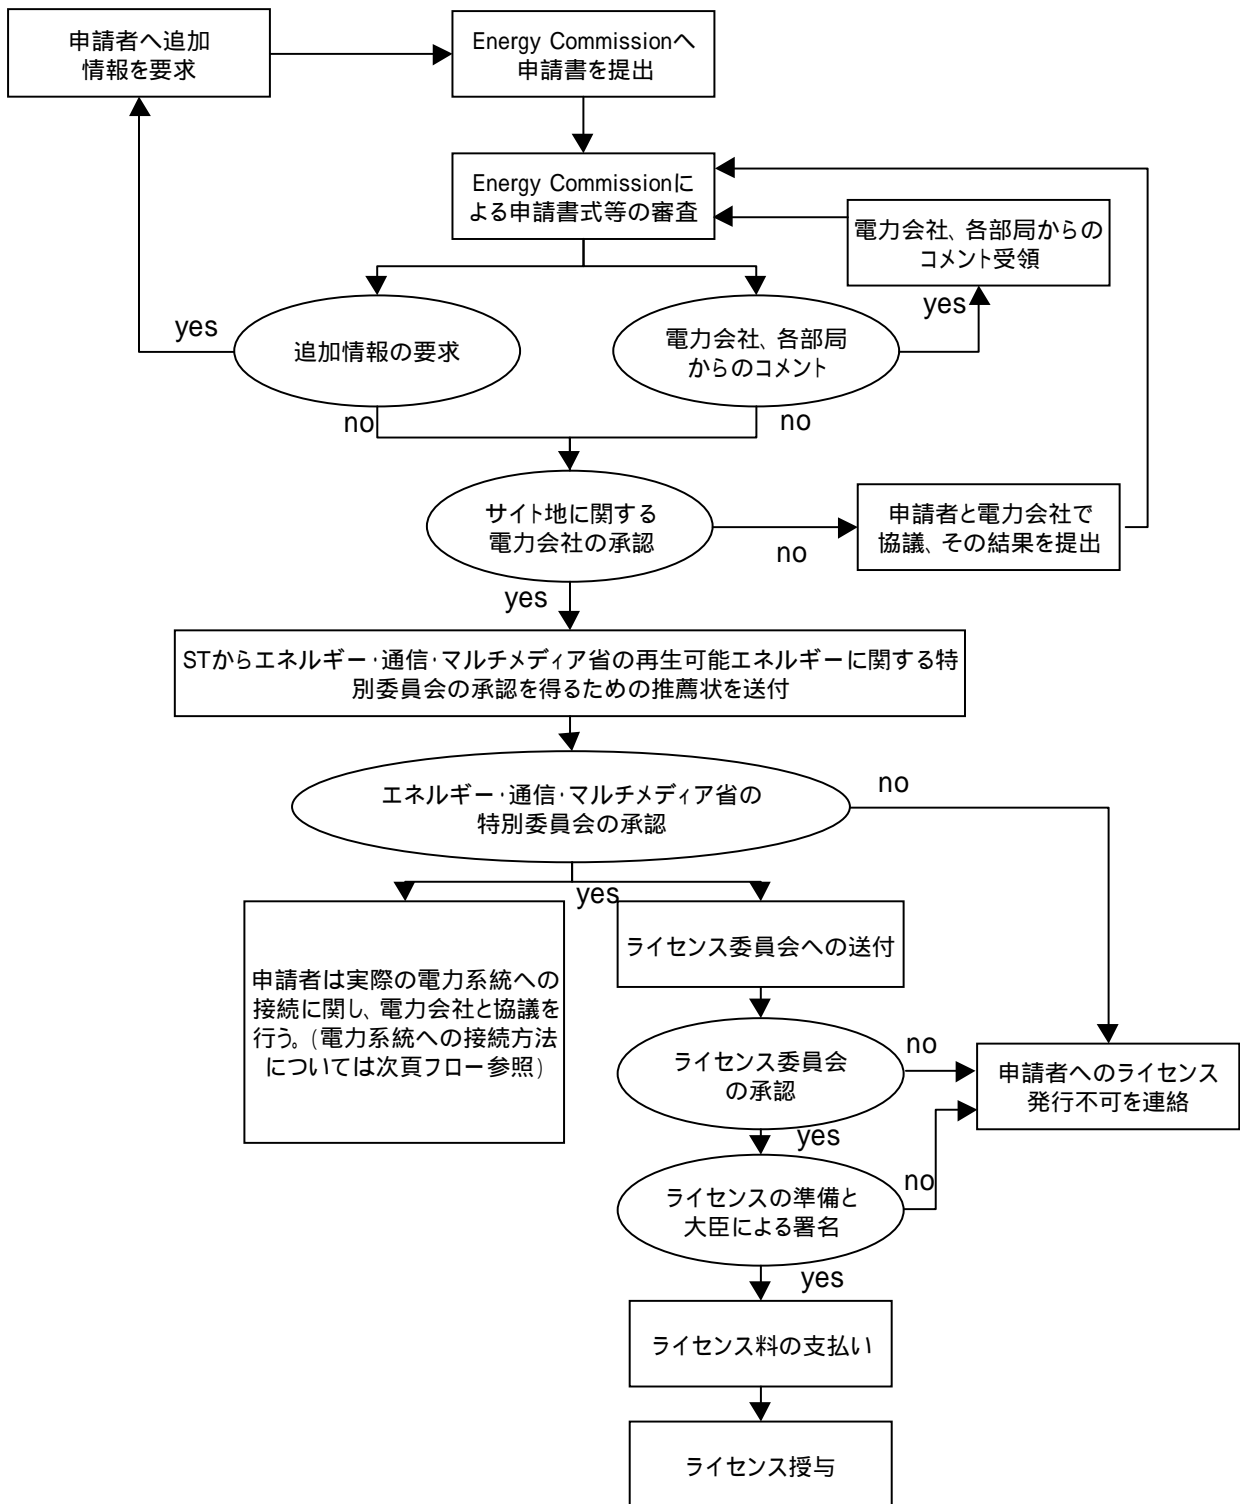 申請者へ追加
情報を要求
Energy Commissionへ
申請書を提出
Energy Commissionに
よる申請書式等の審査
電力会社、各部局からの
コメント受領
yes
yes
追加情報の要求
電力会社、各部局
からのコメント
no
no
サイト地に関する
電力会社の承認
no
申請者と電力会社で
協議、その結果を提出
yes
STからエネルギー・通信・マルチメディア省の再生可能エネルギーに関する特
別委員会の承認を得るための推薦状を送付
エネルギー・通信・マルチメディア省の
特別委員会の承認
no
yes
申請者は実際の電力系統への
接続に関し、電力会社と協議を
行う。(電力系統への接続方法
については次頁フロー参照)
ライセンス委員会への送付
ライセンス委員会
の承認
no
申請者へのライセンス
発行不可を連絡
yes
ライセンスの準備と
大臣による署名
no
yes
ライセンス料の支払い
ライセンス授与